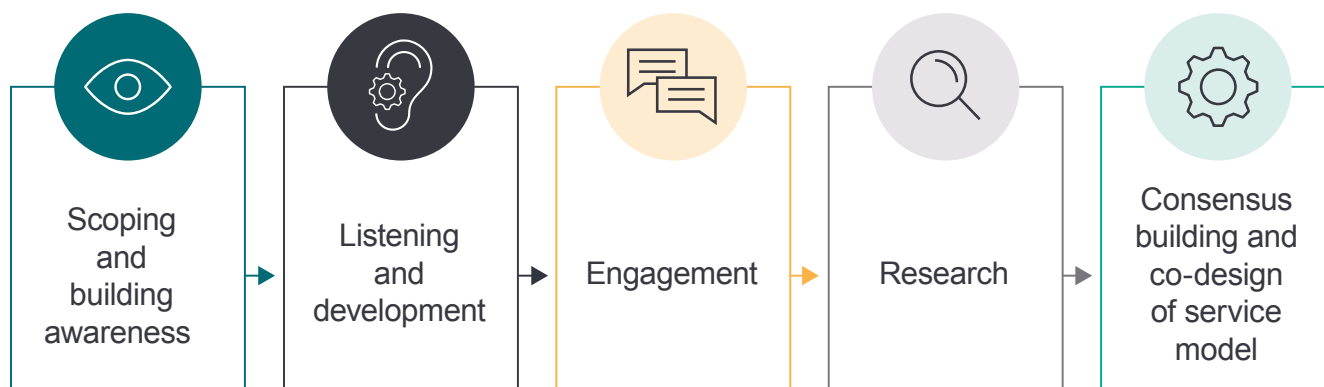 Scoping
and
building
awareness
Listening
and
development
Engagement
Research
Consensus
building and
co-design
of service
model